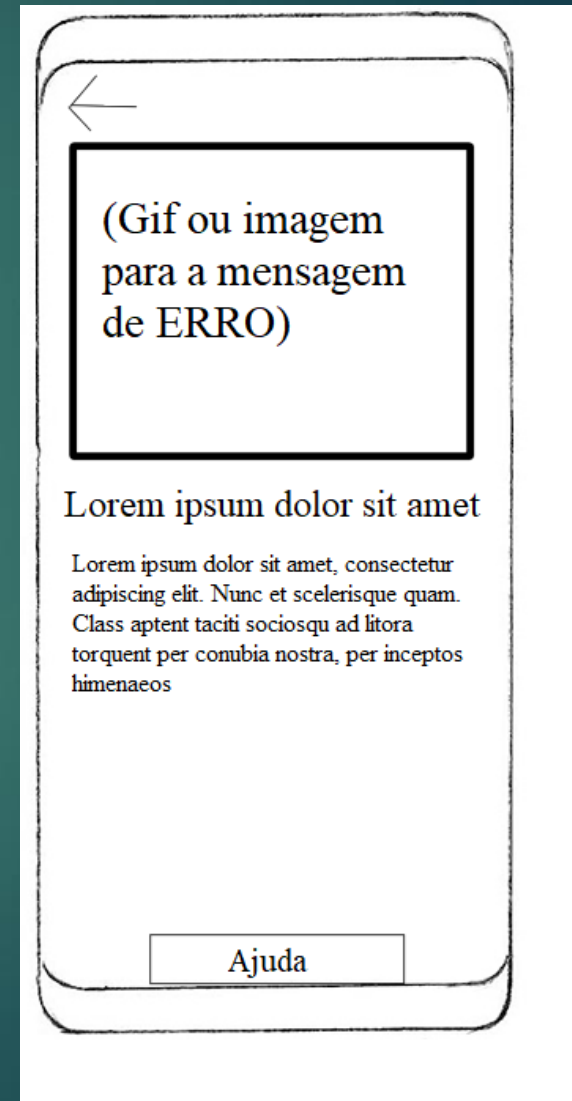 (Gif ou imagem
para a mensagem
de ERRO)
Lorem ipsum dolor sit amet
Lorem ipsum dolor sit amet, consectetur
adipiscing elit. Nunc et scelerisque quam.
Class aptent taciti sociosqu ad litora
torquent per conubia nostra, per inceptos
himenaeos
Ajuda